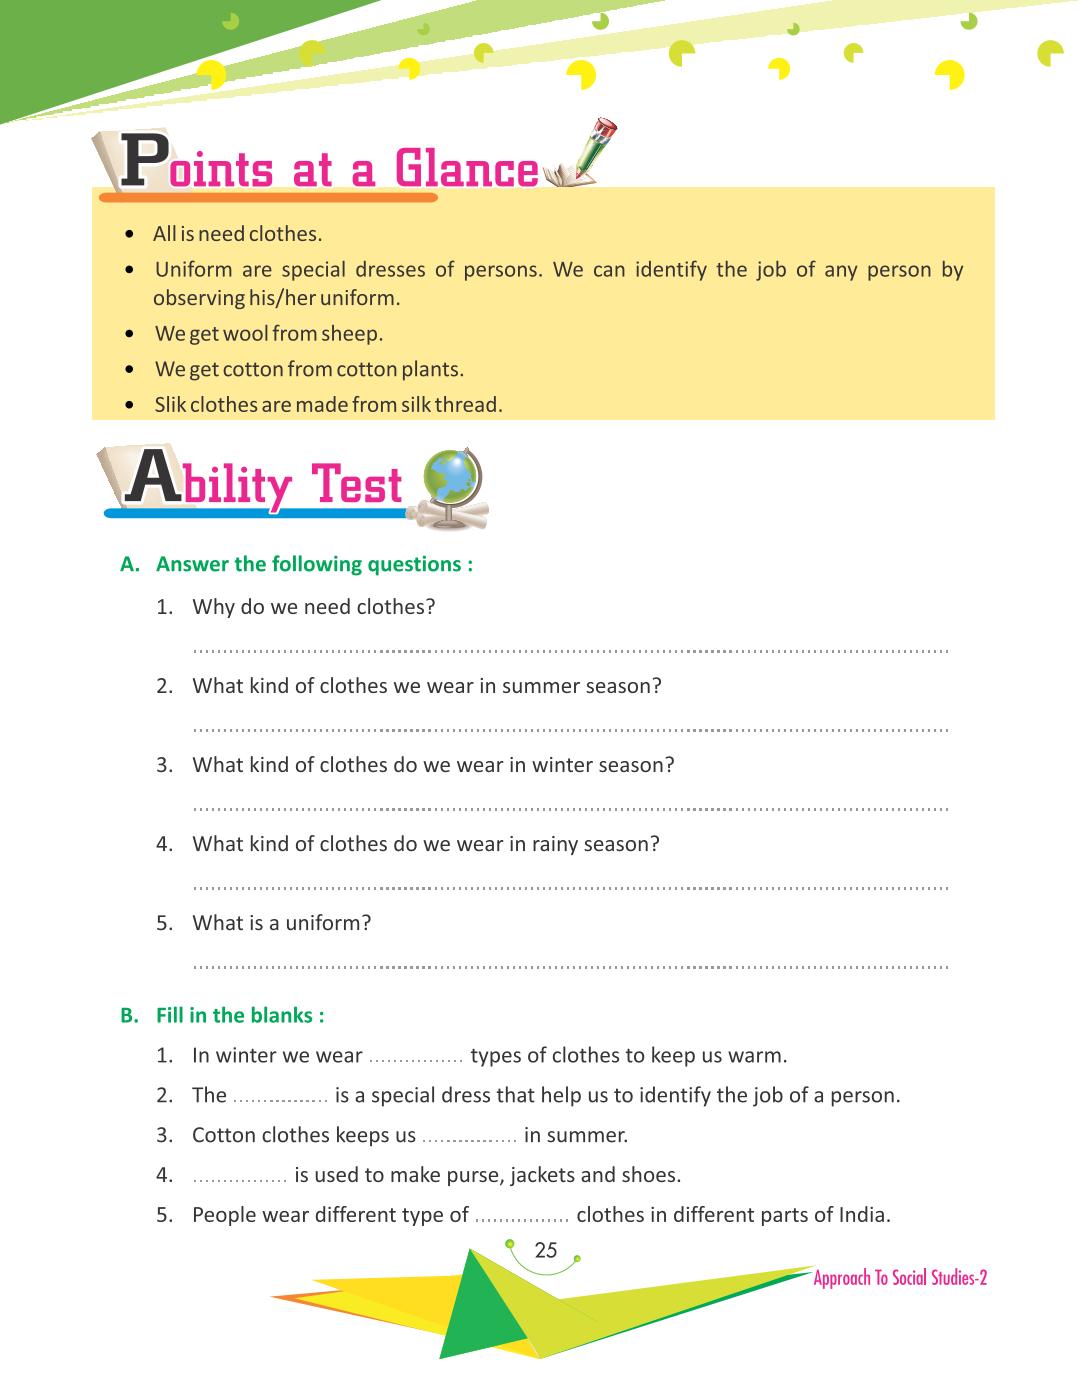 Points at a Glance
• All is need clothes.
• Uniform are special dresses of persons. We can identify the job of any person by
observing his/her uniform.
• We get wool from sheep.
• We get cotton from cotton plants.
• Slik clothes are made from silk thread.
Ability Test
A. Answer the following questions :
1. Why do we need clothes?
2. What kind of clothes we wear in summer season?
3. What kind of clothes do we wear in winter season?
4. What kind of clothes do we wear in rainy season?
5. What is a uniform?
B. Fill in the blanks :
1. In winter we wear ................ types of clothes to keep us warm.
2. The ................ is a special dress that help us to identify the job of a person.
3. Cotton clothes keeps us ................ in summer.
4. ................ is used to make purse, jackets and shoes.
5. People wear different type of ................ clothes in different parts of India.
25
Approach To Social Studies-2